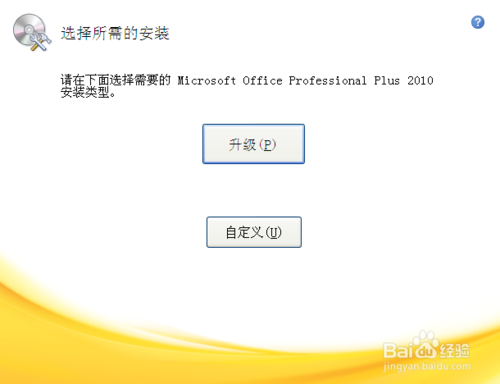 选择所需的安装
请在下面选择需要的 Microsoft Office Professional Plus 2010
安装类型。
升级(P)
自定义(U)
Bai度经验
jingyan.baidu.com